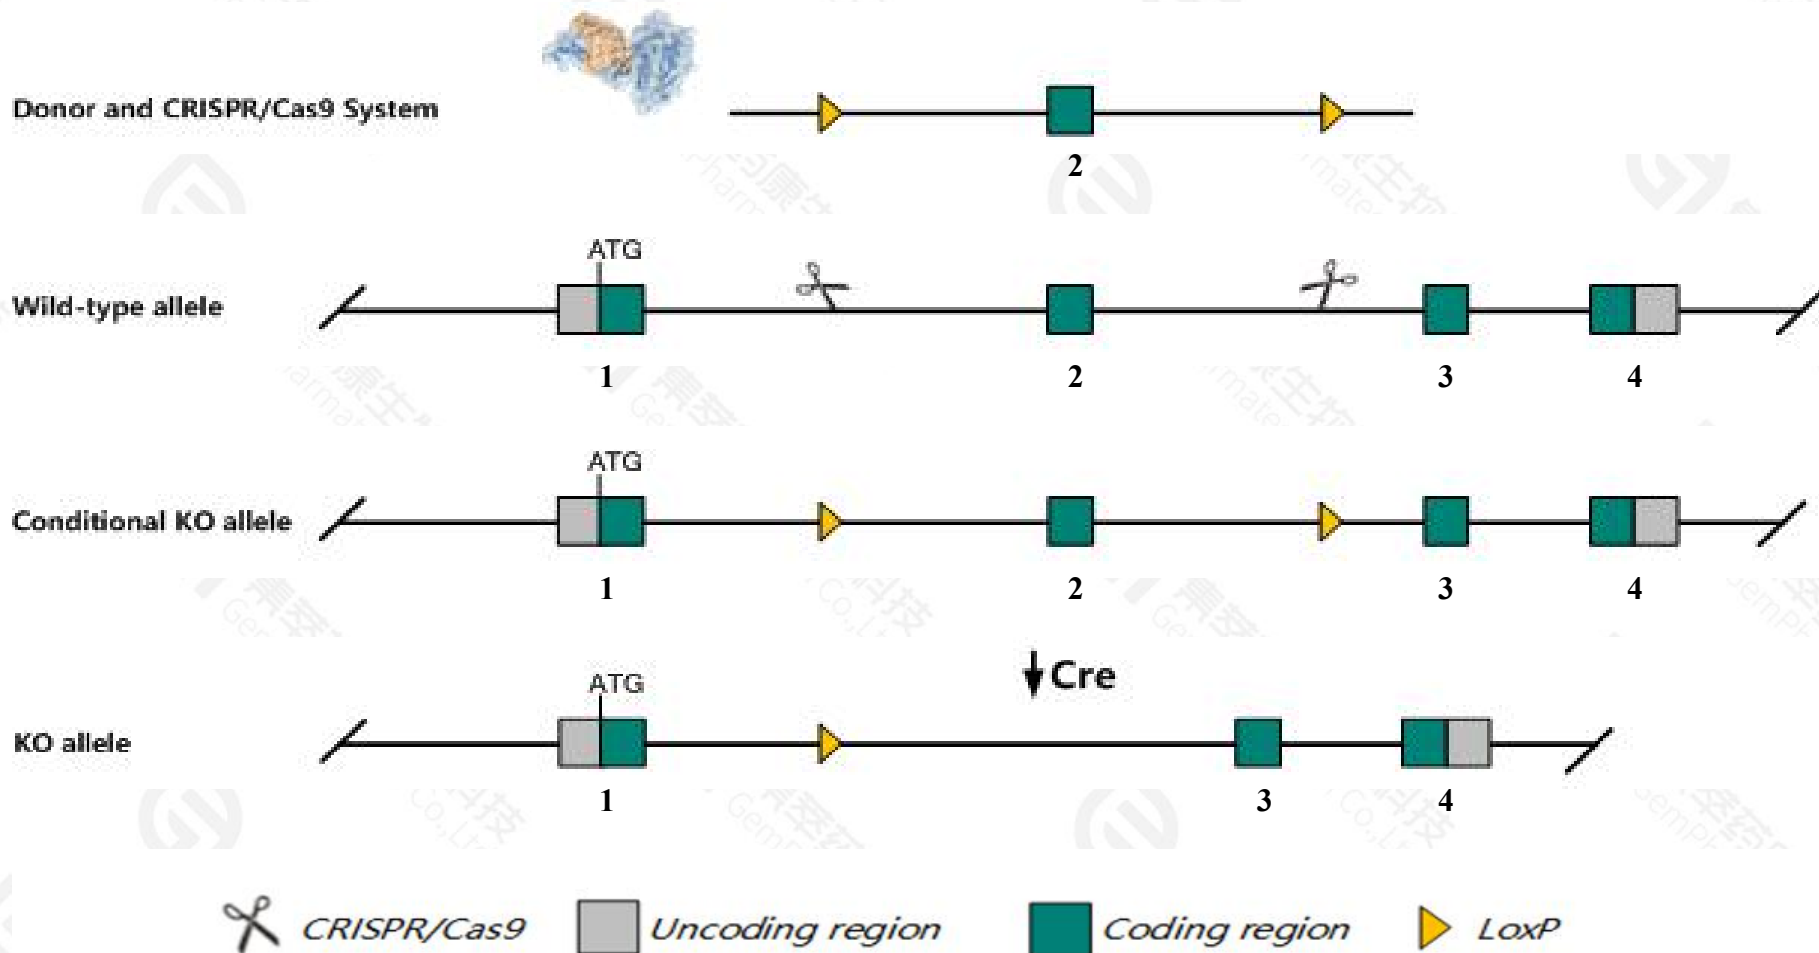 Donor and CRISPR/Cas9 System
2
ATG
Wild-type allele
1 2 3 4
ATG
Conditional KO allele
1 2 3 4
Cre
ATG
KO allele
1 3 4
CRISPR/Cas9 Uncoding region Coding region LoxP